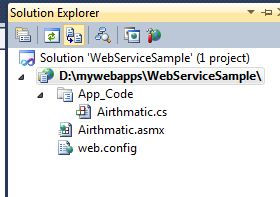 Solution Explorer
Solution 'WebServiceSample' (1 project)
D:\mywebapps\WebServiceSample\
App_Code
Airthmatic.cs
Airthmatic.asmx
web.config